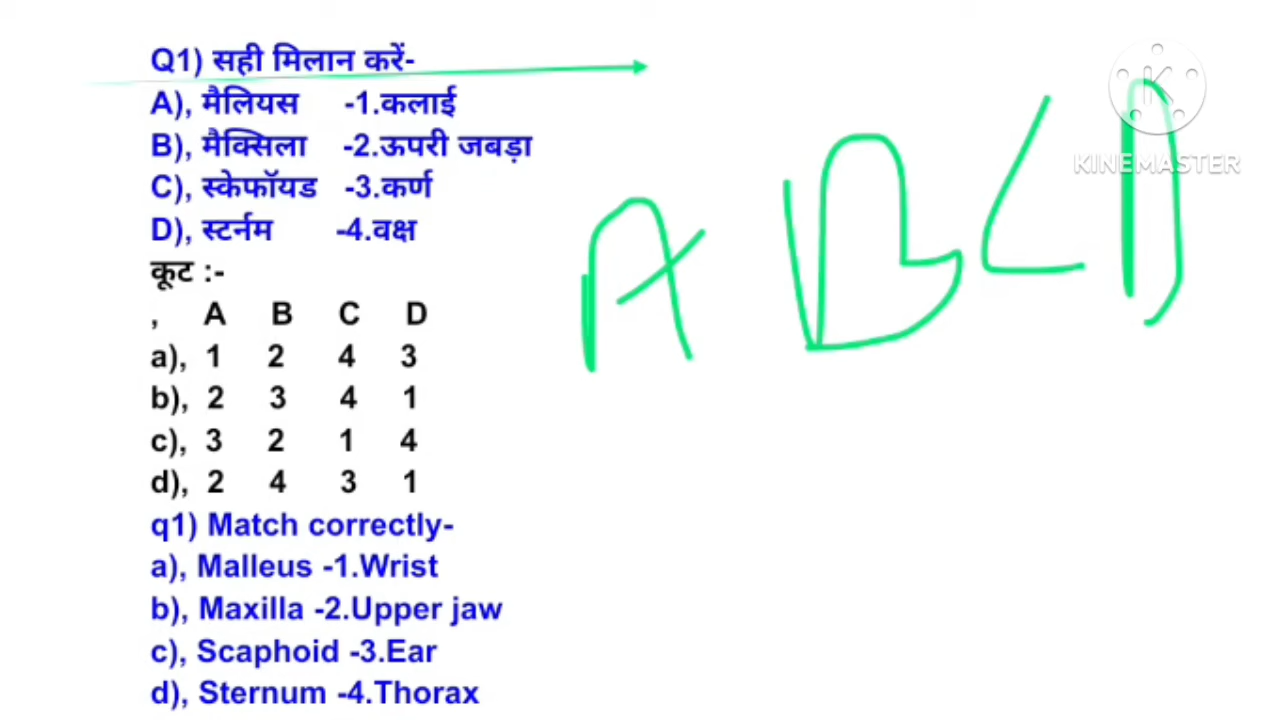 Q1) सही मिलान करें-
A), मैलियस -1.कलाई
B), मैक्सिला -2.ऊपरी जबड़ा
C), स्केफॉयड -3.कर्ण
D), स्टर्नम -4.वक्ष
कूट :-
, A B C D
a), 1 2 4 3
b), 2 3 4 1
c), 3 2 1 4
d), 2 4 3 1
q1) Match correctly-
a), Malleus -1.Wrist
b), Maxilla -2.Upper jaw
c), Scaphoid -3.Ear
d), Sternum -4.Thorax
A B C D
K
KINEMASTER